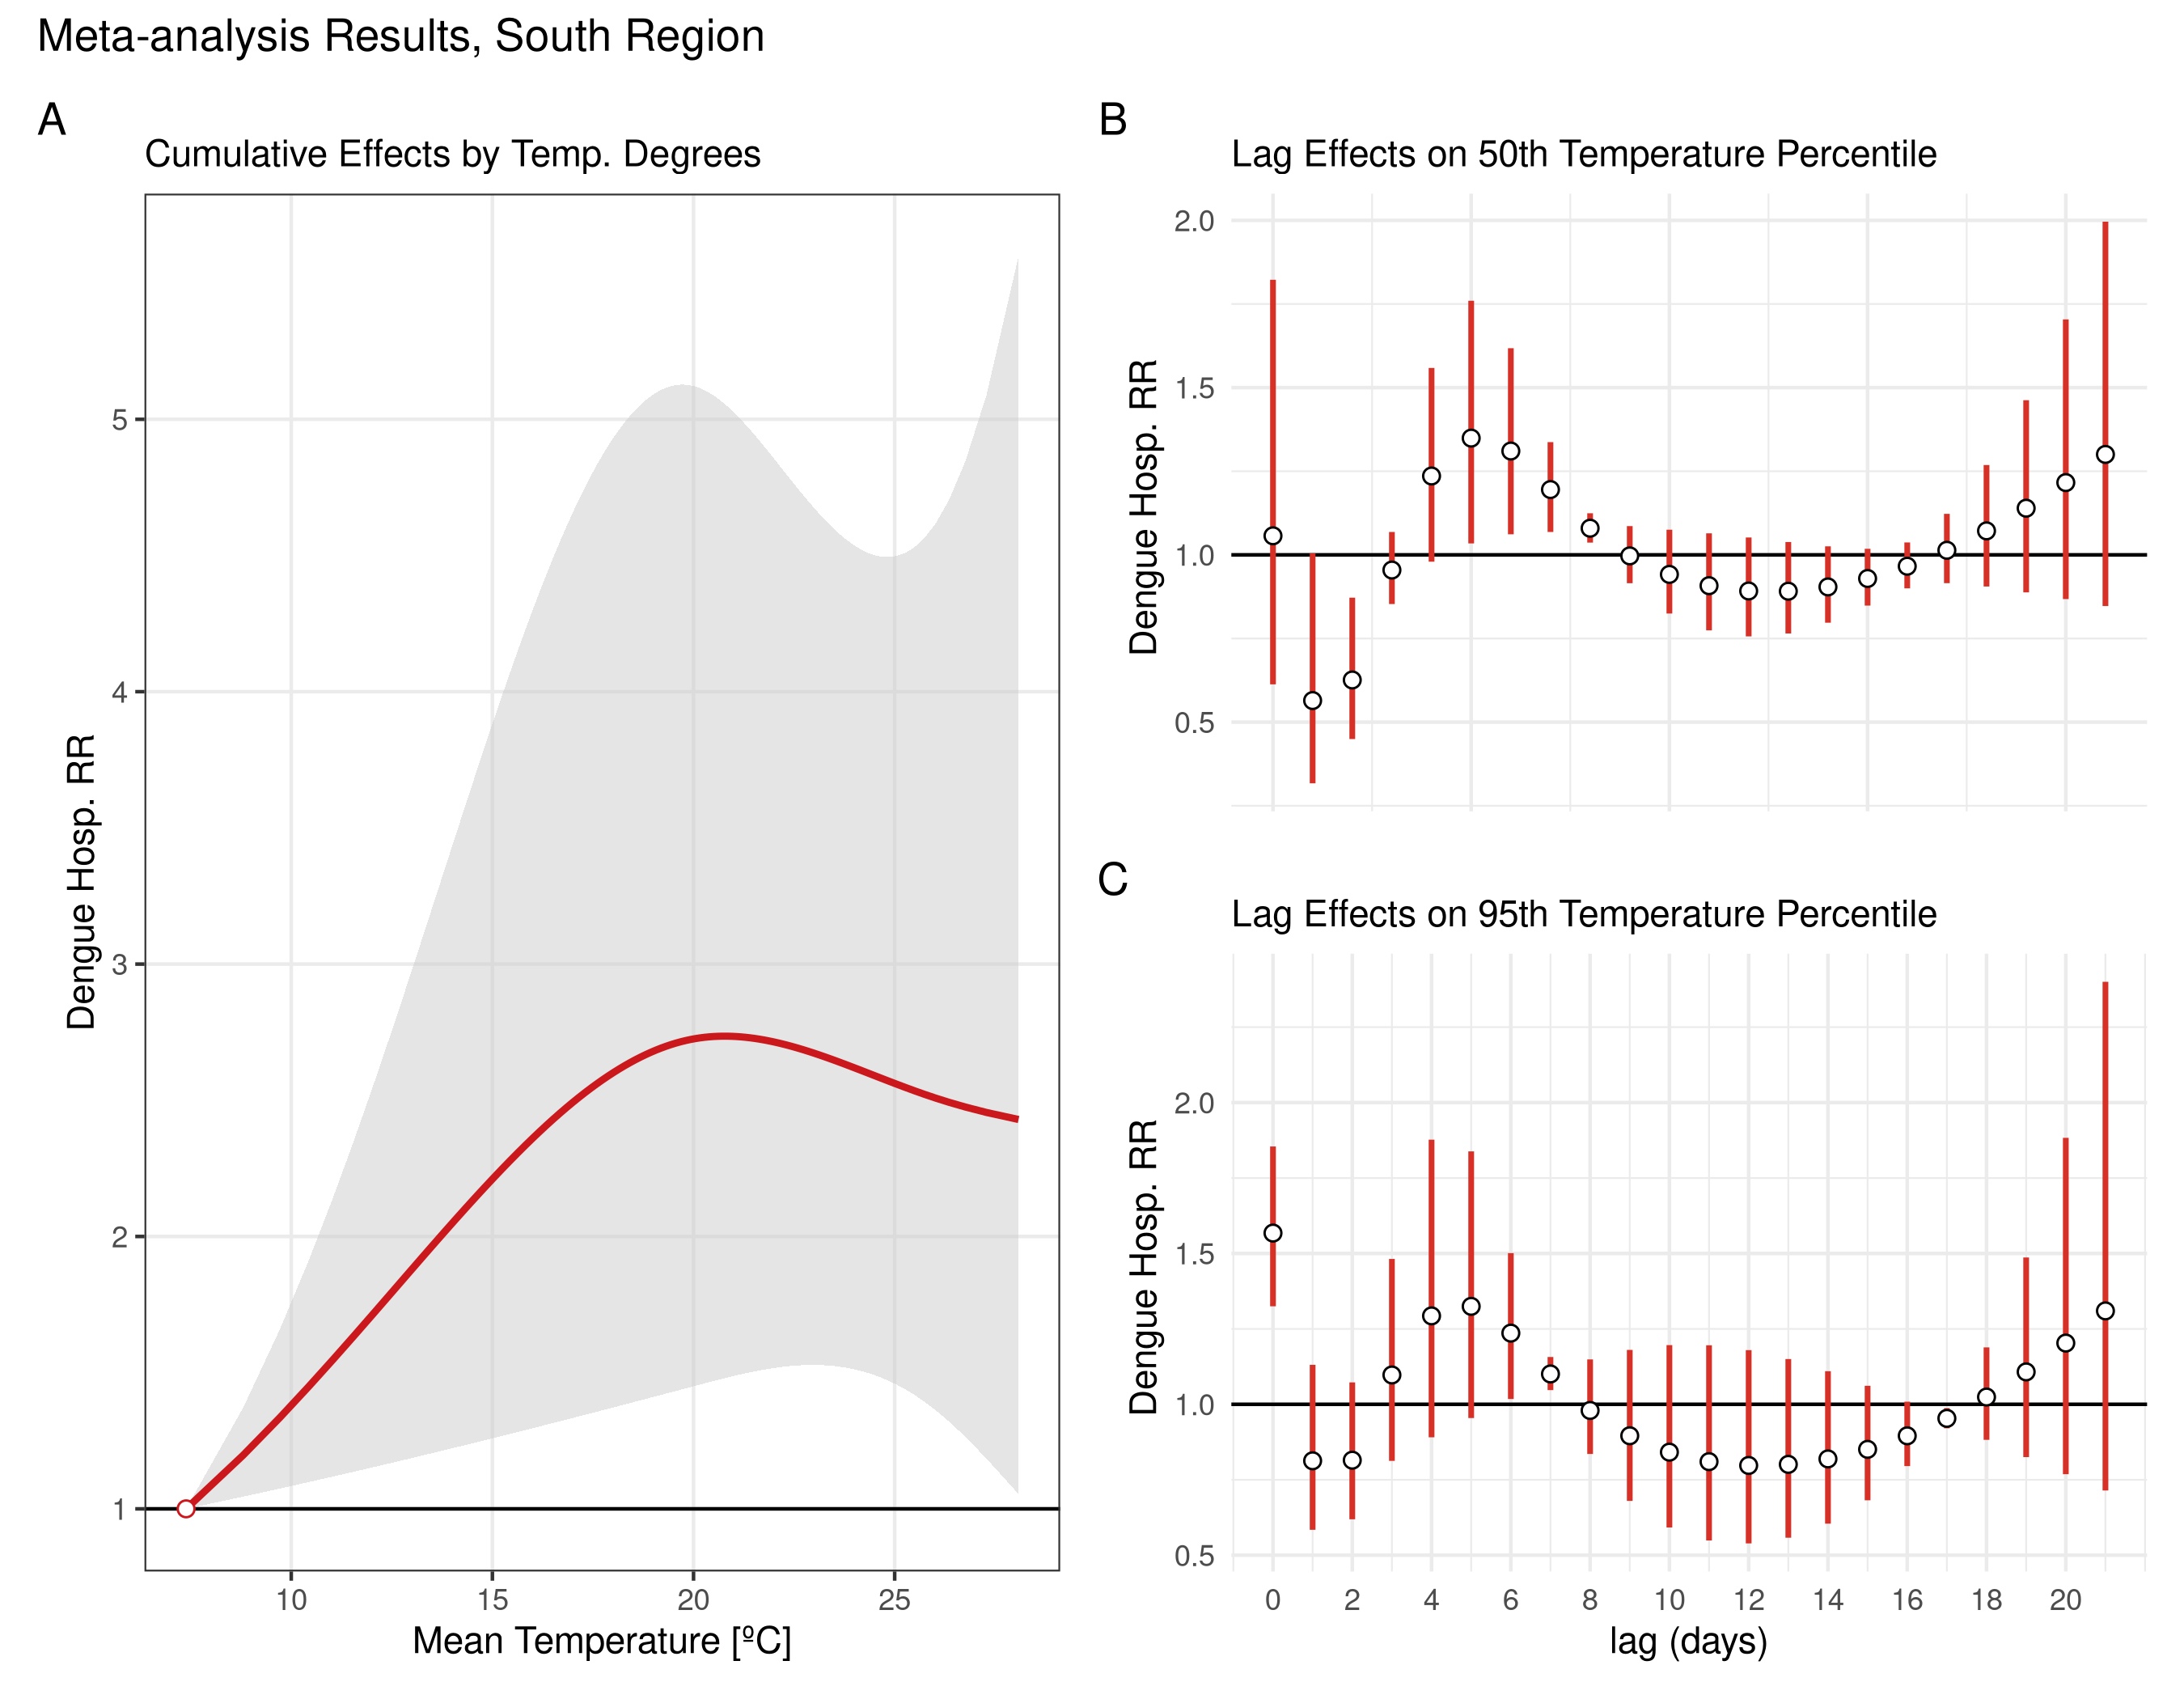 Meta-analysis Results, South Region
A
Cumulative Effects by Temp. Degrees
Dengue Hosp. RR
5
4
3
2
1
10 15 20 25
Mean Temperature [ºC]
B
Lag Effects on 50th Temperature Percentile
Dengue Hosp. RR
2.0
1.5
1.0
0.5
C
Lag Effects on 95th Temperature Percentile
Dengue Hosp. RR
2.0
1.5
1.0
0.5
0 2 4 6 8 10 12 14 16 18 20
lag (days)